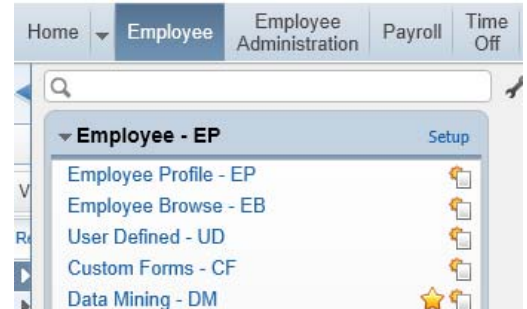 Home Employee Employee Administration Payroll Time Off
Employee - EP Setup
Employee Profile - EP
Employee Browse - EB
User Defined - UD
Custom Forms - CF
Data Mining - DM